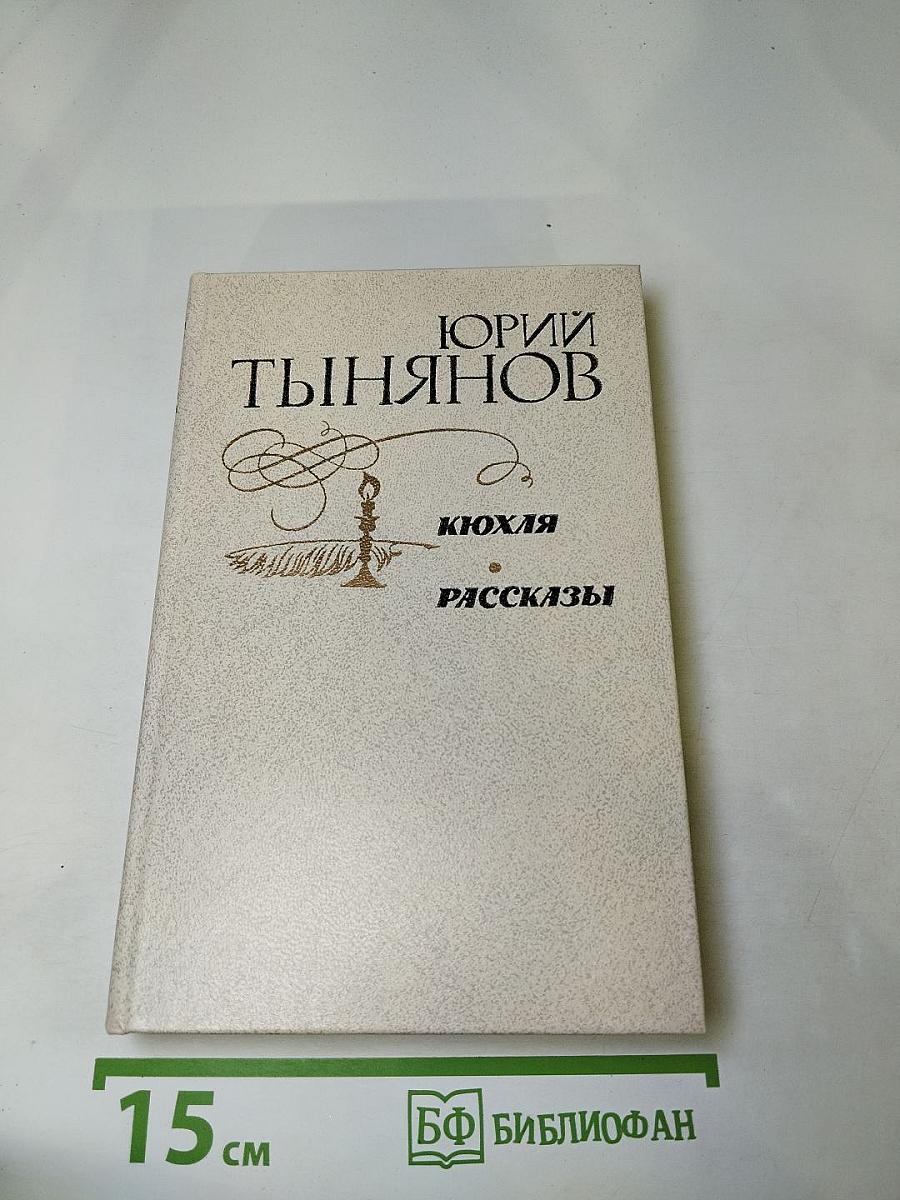 ЮРИЙ
ТЫНЯНОВ
КЮХЛЯ
•
РАССКАЗЫ
15 см
БФ БИБЛИОФАН